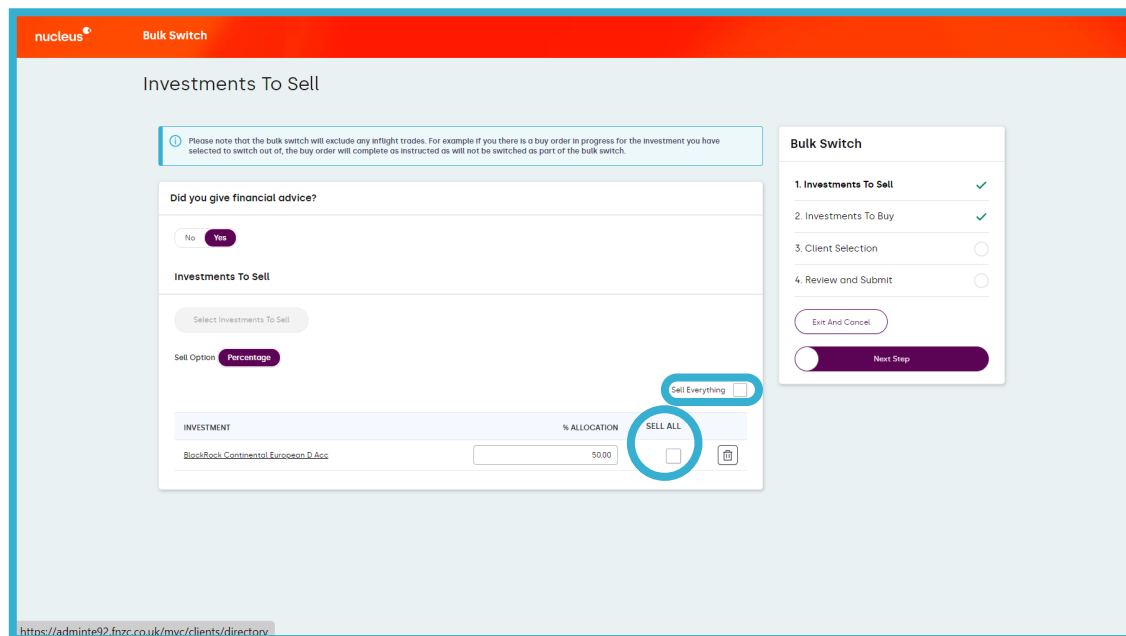 nucleus
Bulk Switch
Investments To Sell
Please note that the bulk switch will exclude any inflight trades. For example if you there is a buy order in progress for the investment you have
selected to switch out of, the buy order will complete as instructed as will not be switched as part of the bulk switch.
Did you give financial advice?
No Yes
Investments To Sell
Select Investments To Sell
Sell Option Percentage
Sell Everything
INVESTMENT % ALLOCATION SELL ALL
BlackRock Continental European D Acc 50.00
Bulk Switch
1. Investments To Sell
2. Investments To Buy
3. Client Selection
4. Review and Submit
Exit And Cancel
Next Step
https://adminte92.fnzc.co.uk/mvc/clients/directory